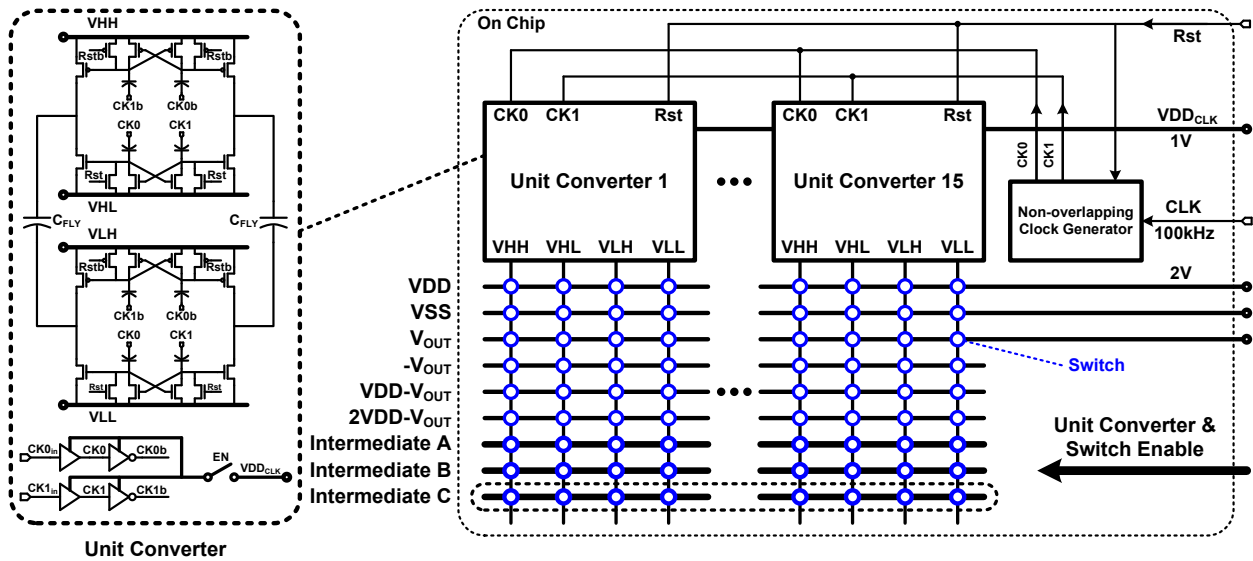 VHH
Rstb
Rstb
CK1b
CK0b
CK0
CK1
Rst
Rst
VHL
CFLY
CFLY
VLH
Rstb
Rstb
CK1b
CK0b
CK0
CK1
Rst
Rst
VLL
CK0in
CK0
CK0b
EN
VDDCLK
CK1in
CK1
CK1b
Unit Converter
On Chip
Rst
CK0 CK1 Rst
Unit Converter 1
VHH VHL VLH VLL
CK0 CK1 Rst
Unit Converter 15
VHH VHL VLH VLL
CK0
CK1
VDDCLK
1V
Non-overlapping
Clock Generator
CLK
100kHz
2V
VDD
VSS
VOUT
-VOUT
VDD-VOUT
2VDD-VOUT
Intermediate A
Intermediate B
Intermediate C
Switch
Unit Converter &
Switch Enable